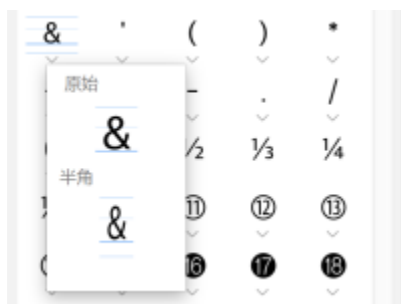 & ' ( ) *
原始
- . /
&
½ ⅓ ¼
半角
&
⑪ ⑫ ⑬
⓰ ⓱ ⓲